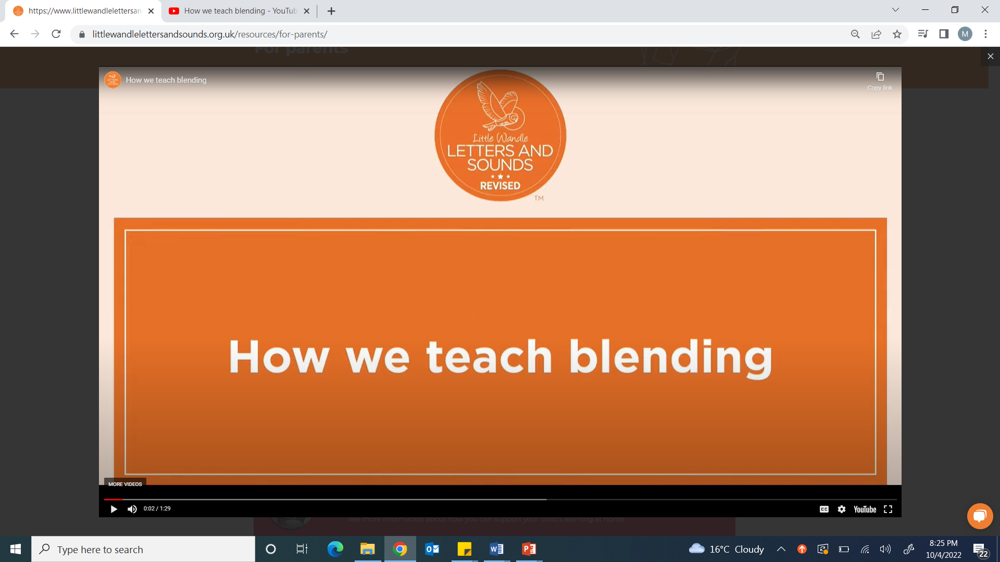 https://www.littlewandlelettersan
How we teach blending - YouTub
littlewandlelettersandsounds.org.uk/resources/for-parents/
M
For parents
How we teach blending
Copy link
Little Wandle
LETTERS AND
SOUNDS
REVISED
TM
How we teach blending
MORE VIDEOS
0:02 / 1:29
CC
YouTube
like more information about how you can support your child's learning at home
Type here to search
16°C Cloudy
8:25 PM
10/4/2022
22